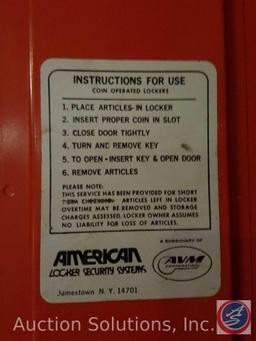 INSTRUCTIONS FOR USE
COIN OPERATED LOCKERS
1. PLACE ARTICLES IN LOCKER
2. INSERT PROPER COIN IN SLOT
3. CLOSE DOOR TIGHTLY
4. TURN AND REMOVE KEY
5. TO OPEN - INSERT KEY & OPEN DOOR
6. REMOVE ARTICLES
PLEASE NOTE:
THIS SERVICE HAS BEEN PROVIDED FOR SHORT
ARTICLES LEFT IN LOCKER
OVERTIME MAY BE REMOVED AND STORAGE
CHARGES ASSESSED. LOCKER OWNER ASSUMES
NO LIABILITY FOR LOSS OF ARTICLES.
A SUBSIDIARY OF
AMERICAN
LOCKER SECURITY SYSTEMS
AVM
CORPORATION
Jamestown N. Y. 14701
Auction Solutions, Inc.